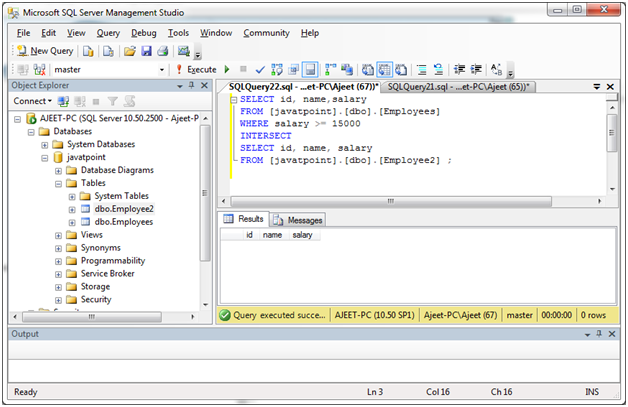 Microsoft SQL Server Management Studio
File Edit View Query Debug Tools Window Community Help
New Query
master Execute
Object Explorer
Connect
AJEET-PC (SQL Server 10.50.2500 - Ajeet-P
Databases
System Databases
javatpoint
Database Diagrams
Tables
System Tables
dbo.Employee2
dbo.Employees
Views
Synonyms
Programmability
Service Broker
Storage
Security
SQLQuery22.sql - ...et-PC\Ajeet (67))* SQLQuery21.sql - ...et-PC\Ajeet (65))*
SELECT id, name,salary
FROM [javatpoint].[dbo].[Employees]
WHERE salary >= 15000
INTERSECT
SELECT id, name, salary
FROM [javatpoint].[dbo].[Employee2] ;
Results Messages
id name salary
Query executed succe... AJEET-PC (10.50 SP1) Ajeet-PC\Ajeet (67) master 00:00:00 0 rows
Output
Ready Ln 3 Col 16 Ch 16 INS